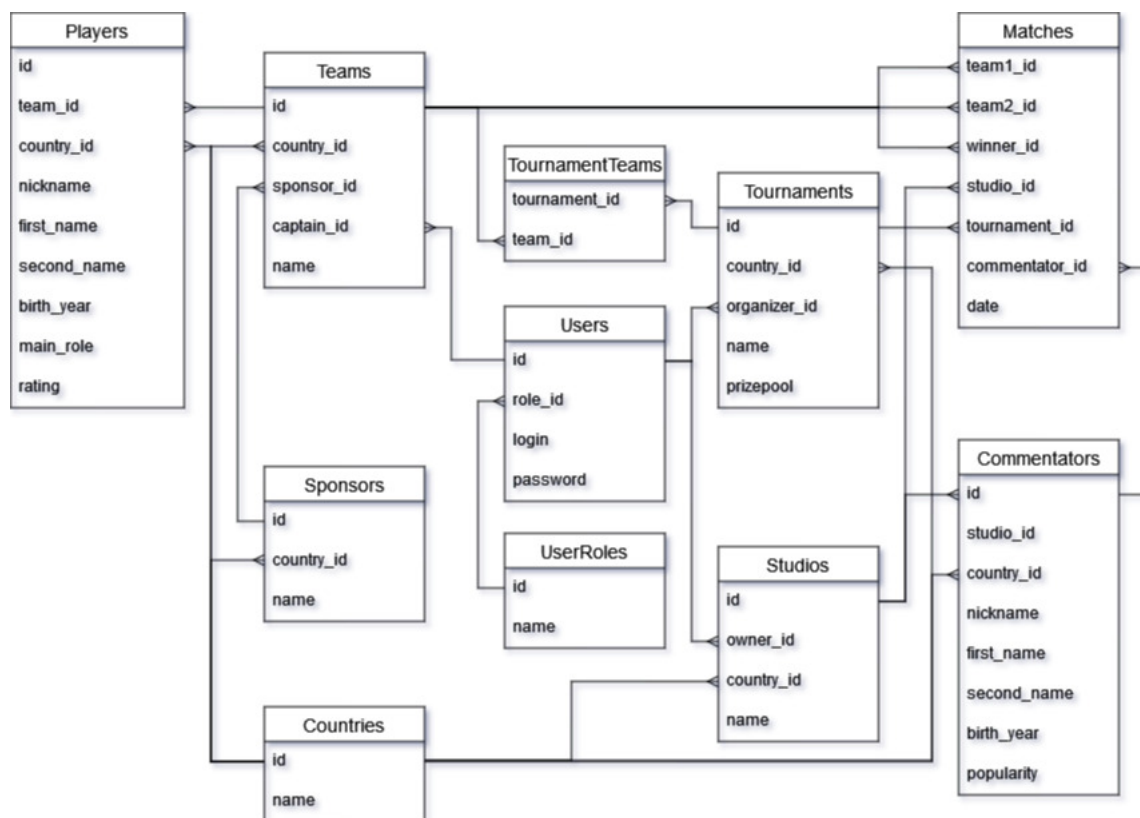 Players
id
team_id
country_id
nickname
first_name
second_name
birth_year
main_role
rating
Teams
id
country_id
sponsor_id
captain_id
name
TournamentTeams
tournament_id
team_id
Tournaments
id
country_id
organizer_id
name
prizepool
Matches
team1_id
team2_id
winner_id
studio_id
tournament_id
commentator_id
date
Users
id
role_id
login
password
Sponsors
id
country_id
name
UserRoles
id
name
Studios
id
owner_id
country_id
name
Commentators
id
studio_id
country_id
nickname
first_name
second_name
birth_year
popularity
Countries
id
name